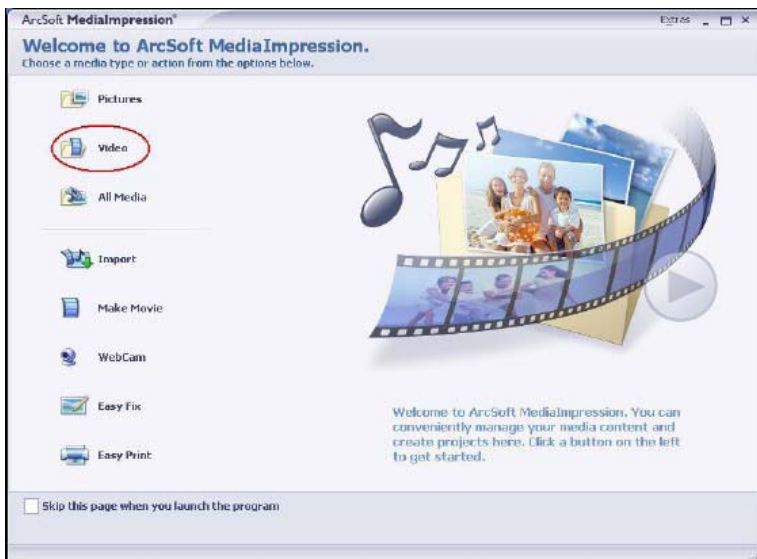 ArcSoft MediaImpression®
Extras
Welcome to ArcSoft MediaImpression.
Choose a media type or action from the options below.
Pictures
Video
All Media
Import
Make Movie
WebCam
Easy Fix
Easy Print
Welcome to ArcSoft MediaImpression. You can
conveniently manage your media content and
create projects here. Click a button on the left
to get started.
Skip this page when you launch the program